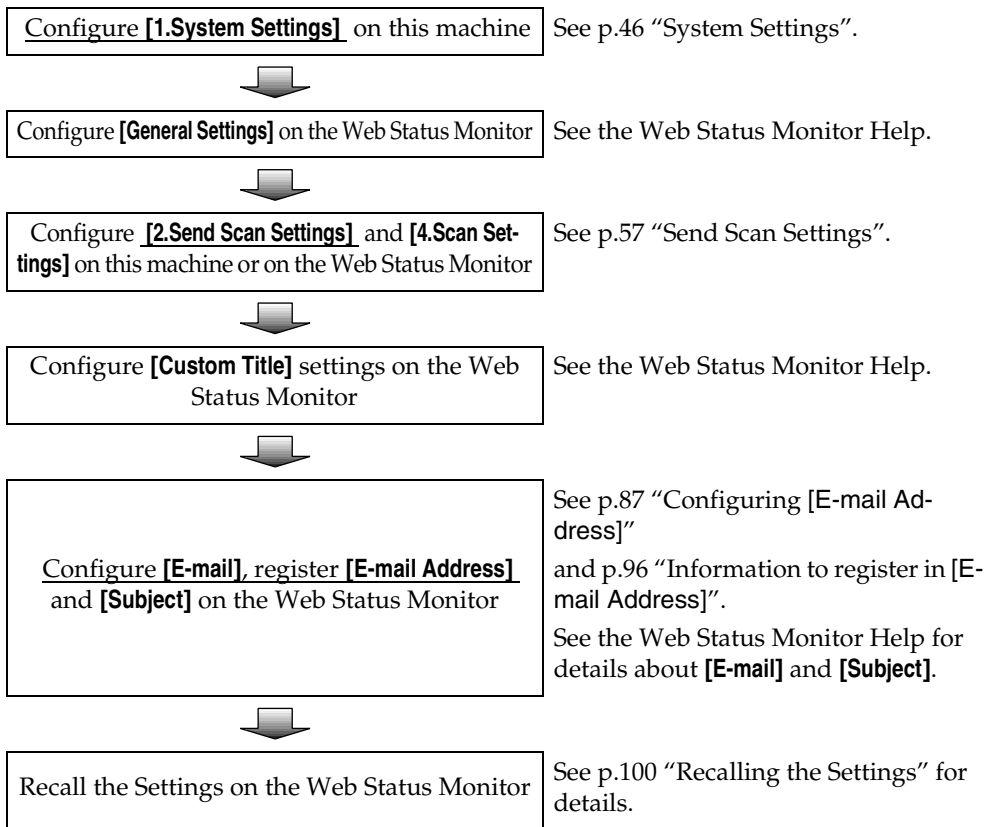 Configure [1.System Settings] on this machine
See p.46 “System Settings”.
Configure [General Settings] on the Web Status Monitor
See the Web Status Monitor Help.
Configure [2.Send Scan Settings] and [4.Scan Set-
tings] on this machine or on the Web Status Monitor
See p.57 “Send Scan Settings”.
Configure [Custom Title] settings on the Web
Status Monitor
See the Web Status Monitor Help.
Configure [E-mail], register [E-mail Address]
and [Subject] on the Web Status Monitor
See p.87 “Configuring [E-mail Ad-
dress]”
and p.96 “Information to register in [E-
mail Address]”.
See the Web Status Monitor Help for
details about [E-mail] and [Subject].
Recall the Settings on the Web Status Monitor
See p.100 “Recalling the Settings” for
details.